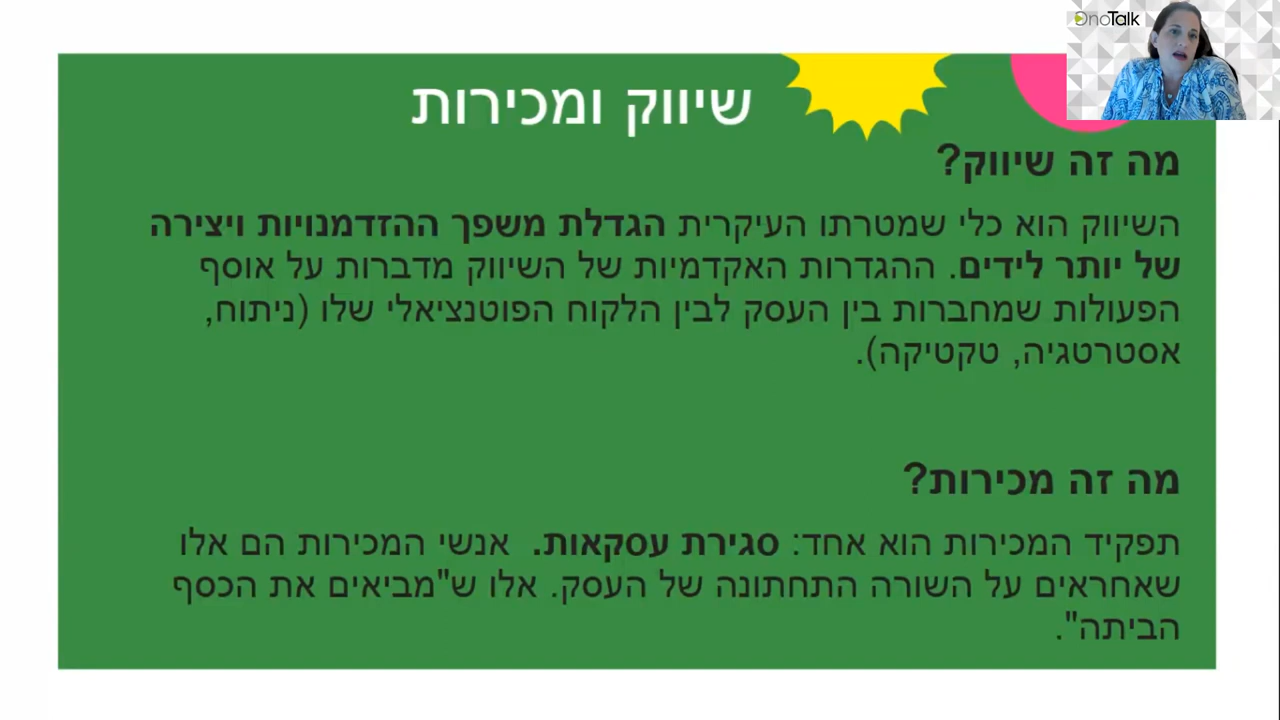 OnoTalk
שיווק ומכירות
מה זה שיווק?
השיווק הוא כלי שמטרתו העיקרית הגדלת משפך ההזדמנויות ויצירה
של יותר לידים. ההגדרות האקדמיות של השיווק מדברות על אוסף
הפעולות שמחברות בין העסק לבין הלקוח הפוטנציאלי שלו (ניתוח,
אסטרטגיה, טקטיקה).
מה זה מכירות?
תפקיד המכירות הוא אחד: סגירת עסקאות. אנשי המכירות הם אלו
שאחראים על השורה התחתונה של העסק. אלו ש"מביאים את הכסף
הביתה".